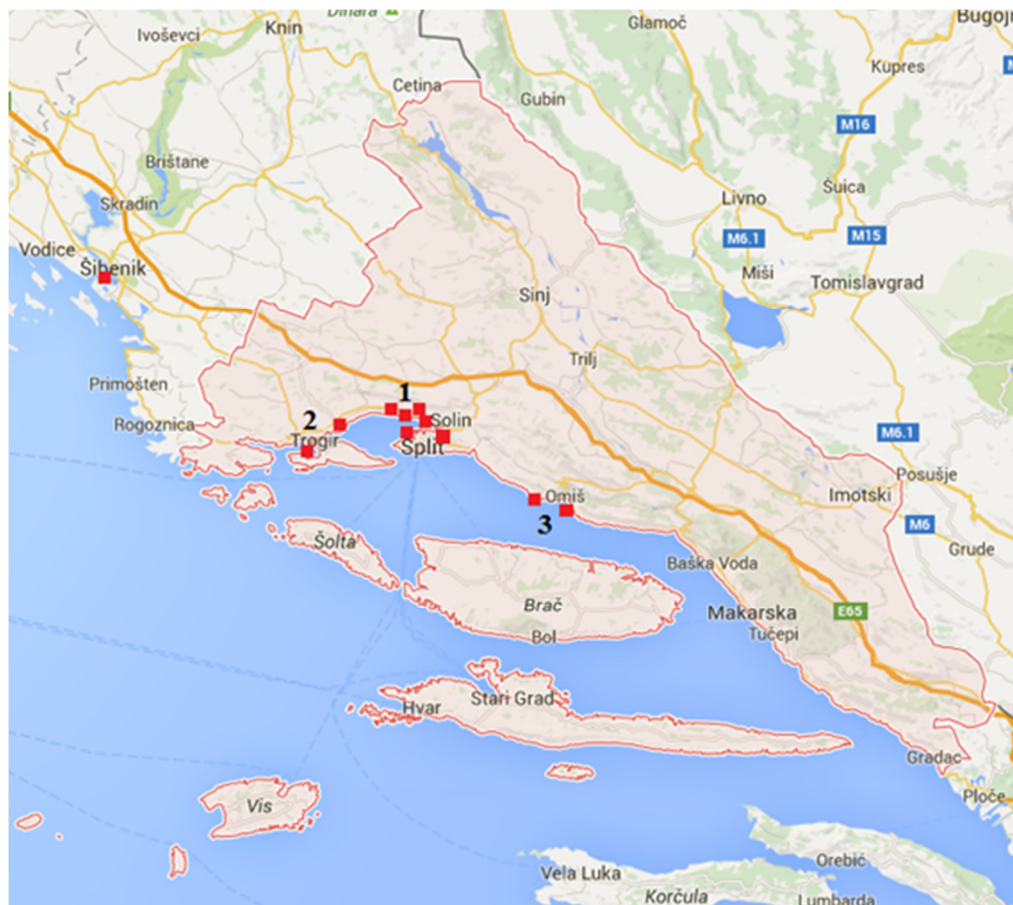 Dinara
Bugoj
Glamoč
Ivoševci
Knin
Kupres
Cetina
Gubin
M16
Brištane
Šuica
Livno
Skradin
M15
M6.1
Vodice
Šibenik
Miši
Tomislavgrad
Sinj
Trilj
Primošten
1
Rogoznica
2
Solin
M6.1
Trogir
Split
Posušje
Omiš
Imotski
3
M6
Šolta
Grude
Baška Voda
Brač
Makarska
E65
Bol
Tučepi
Stari Grad
Hvar
Gradac
Vis
Ploče
Orebić
Vela Luka
Korčula
Lumbarda